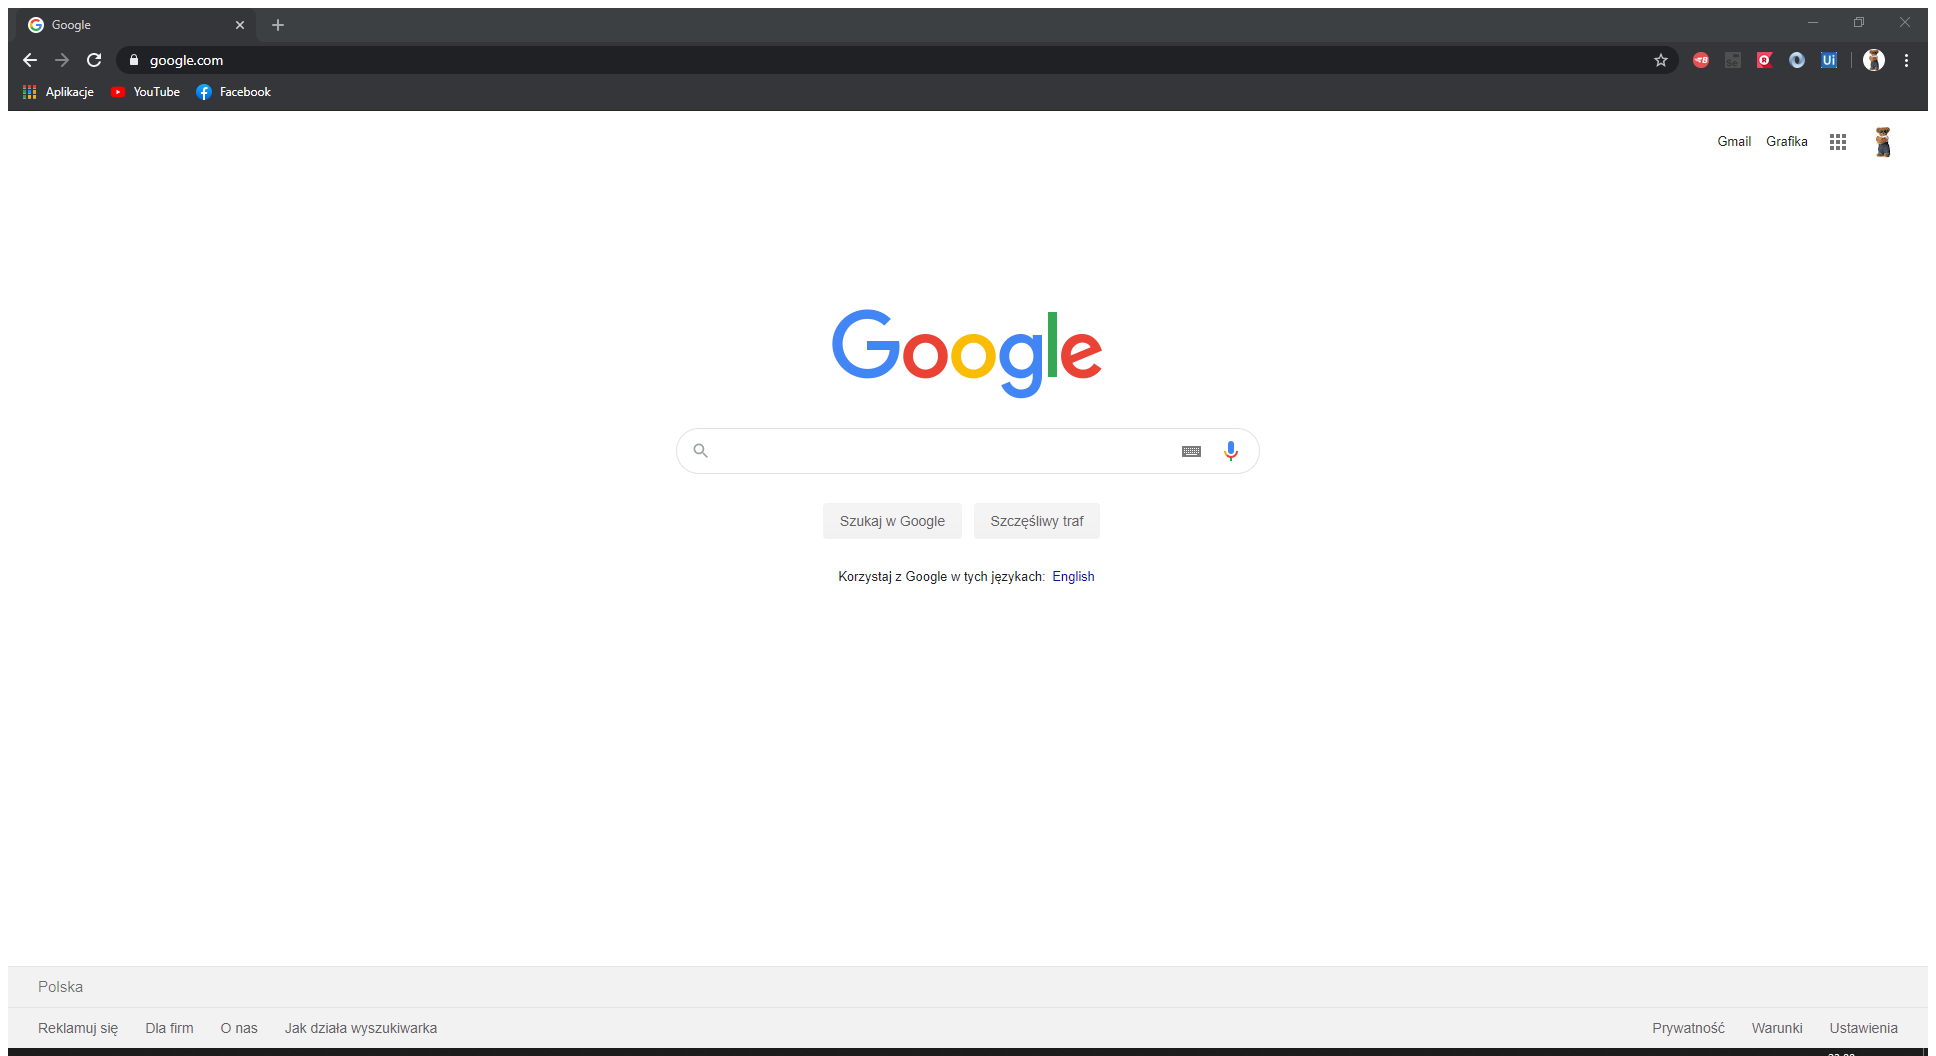 Google
google.com
Ui
Aplikacje YouTube Facebook
Gmail Grafika
Google
Szukaj w Google Szczęśliwy traf
Korzystaj z Google w tych językach: English
Polska
Reklamuj się Dla firm O nas Jak działa wyszukiwarka Prywatność Warunki Ustawienia